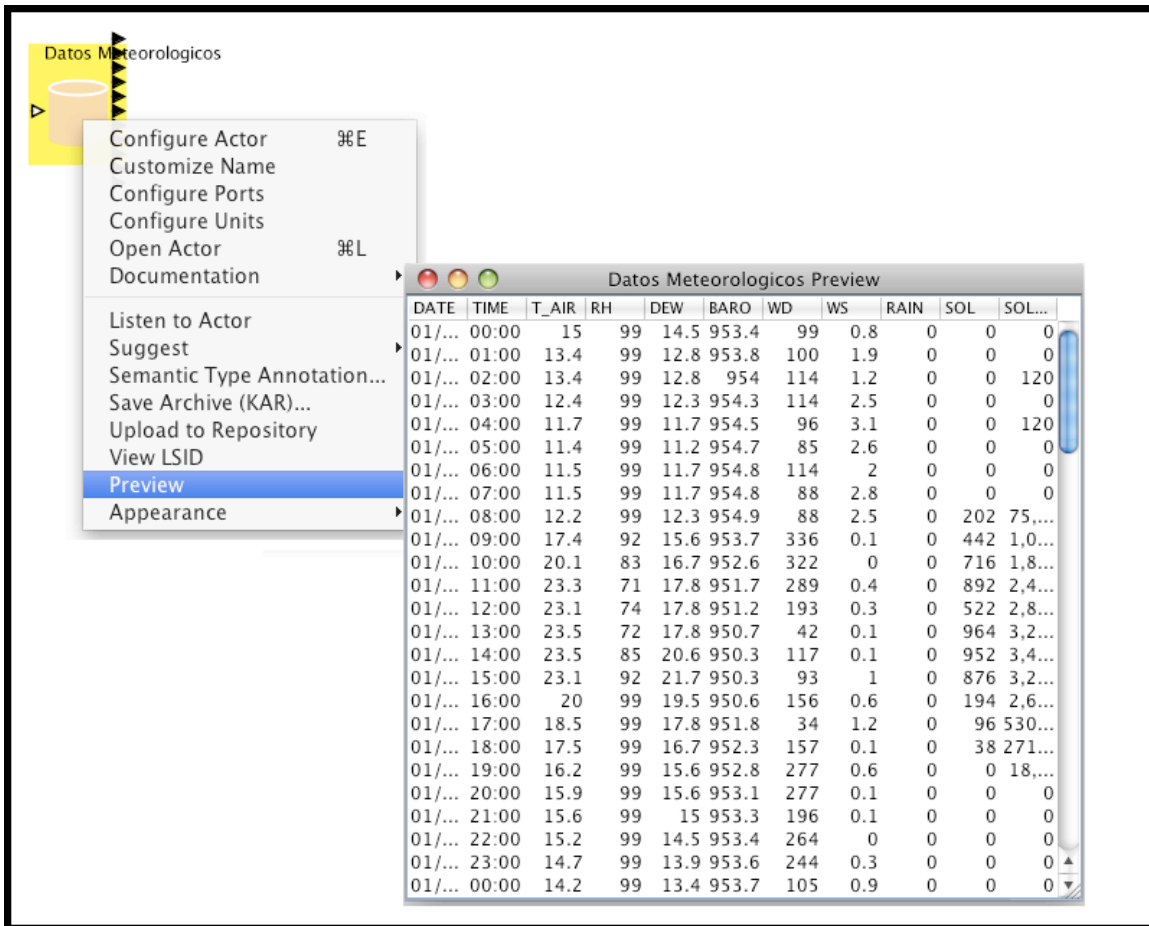 Datos Meteorologicos
Configure Actor ⌘E
Customize Name
Configure Ports
Configure Units
Open Actor ⌘L
Documentation
Listen to Actor
Suggest
Semantic Type Annotation...
Save Archive (KAR)...
Upload to Repository
View LSID
Preview
Appearance
Datos Meteorologicos Preview
DATE TIME T_AIR RH DEW BARO WD WS RAIN SOL SOL...
01/... 00:00 15 99 14.5 953.4 99 0.8 0 0 0
01/... 01:00 13.4 99 12.8 953.8 100 1.9 0 0 0
01/... 02:00 13.4 99 12.8 954 114 1.2 0 0 120
01/... 03:00 12.4 99 12.3 954.3 114 2.5 0 0 0
01/... 04:00 11.7 99 11.7 954.5 96 3.1 0 0 120
01/... 05:00 11.4 99 11.2 954.7 85 2.6 0 0 0
01/... 06:00 11.5 99 11.7 954.8 114 2 0 0 0
01/... 07:00 11.5 99 11.7 954.8 88 2.8 0 0 0
01/... 08:00 12.2 99 12.3 954.9 88 2.5 0 202 75,...
01/... 09:00 17.4 92 15.6 953.7 336 0.1 0 442 1,0...
01/... 10:00 20.1 83 16.7 952.6 322 0 0 716 1,8...
01/... 11:00 23.3 71 17.8 951.7 289 0.4 0 892 2,4...
01/... 12:00 23.1 74 17.8 951.2 193 0.3 0 522 2,8...
01/... 13:00 23.5 72 17.8 950.7 42 0.1 0 964 3,2...
01/... 14:00 23.5 85 20.6 950.3 117 0.1 0 952 3,4...
01/... 15:00 23.1 92 21.7 950.3 93 1 0 876 3,2...
01/... 16:00 20 99 19.5 950.6 156 0.6 0 194 2,6...
01/... 17:00 18.5 99 17.8 951.8 34 1.2 0 96 530...
01/... 18:00 17.5 99 16.7 952.3 157 0.1 0 38 271...
01/... 19:00 16.2 99 15.6 952.8 277 0.6 0 0 18,...
01/... 20:00 15.9 99 15.6 953.1 277 0.1 0 0 0
01/... 21:00 15.6 99 15 953.3 196 0.1 0 0 0
01/... 22:00 15.2 99 14.5 953.4 264 0 0 0 0
01/... 23:00 14.7 99 13.9 953.6 244 0.3 0 0 0
01/... 00:00 14.2 99 13.4 953.7 105 0.9 0 0 0